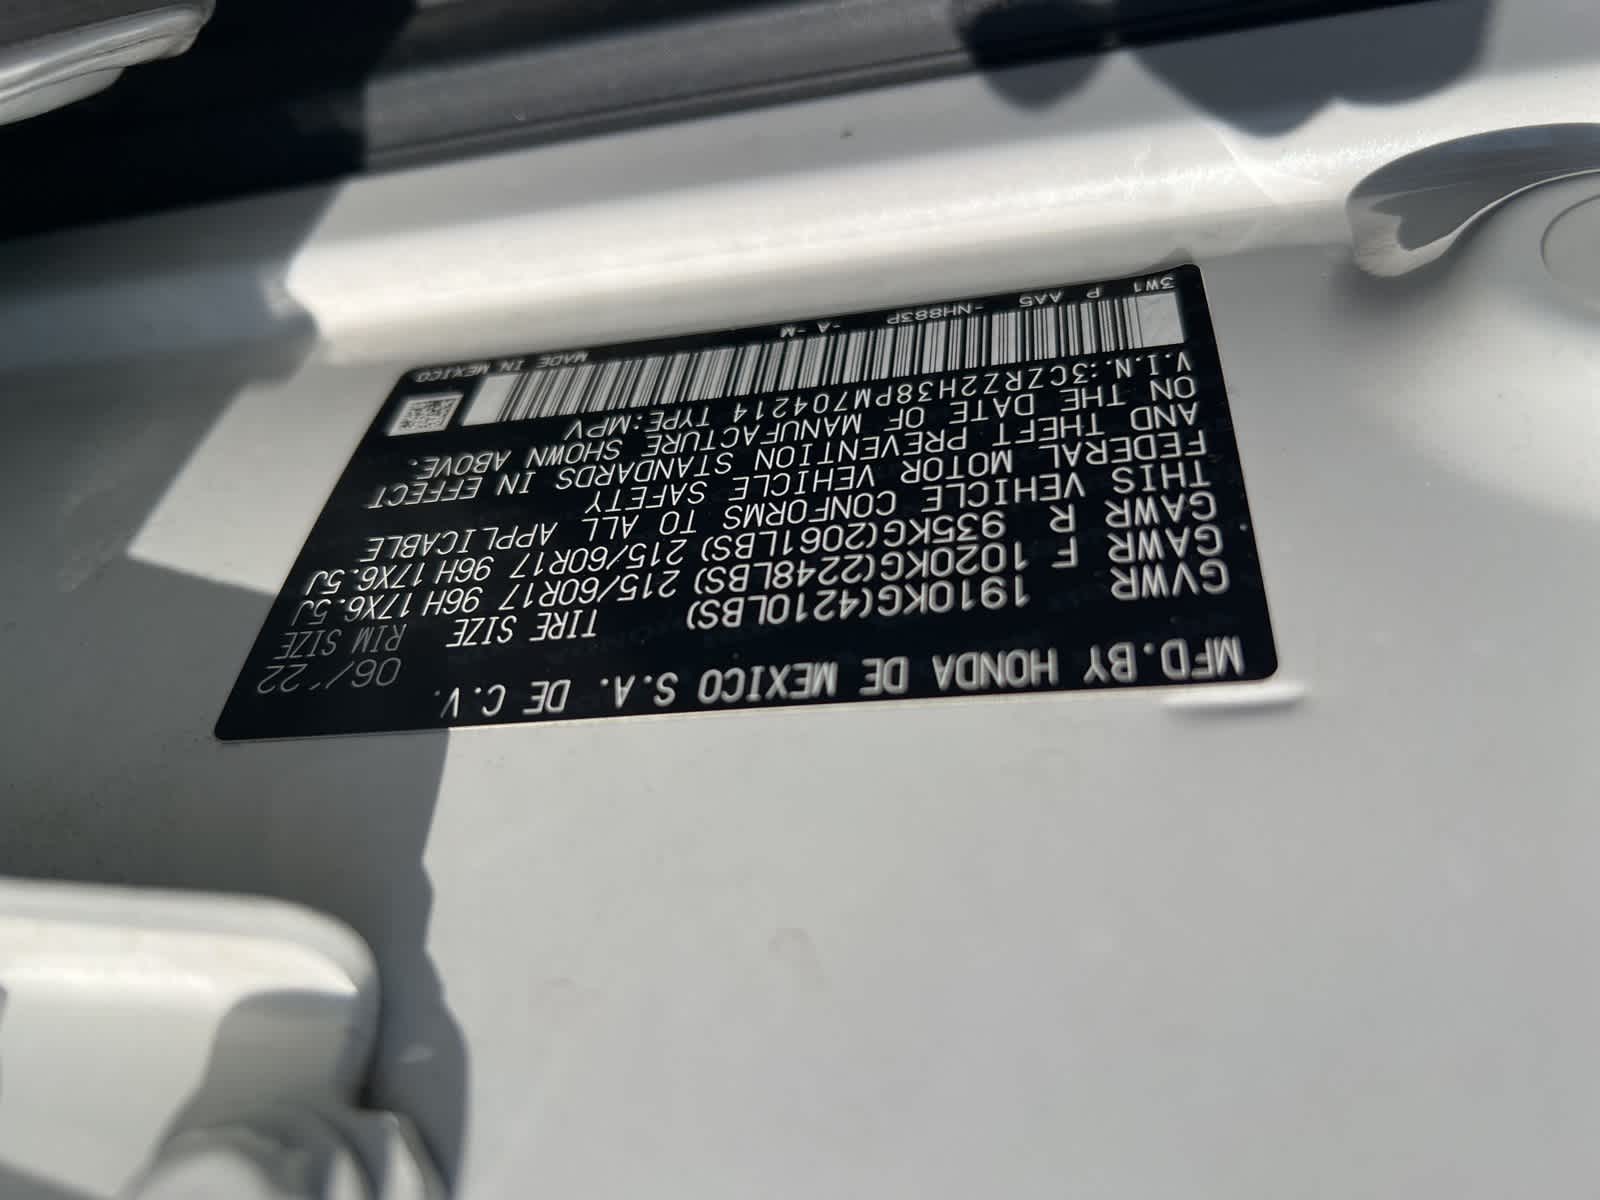 MFD.BY HONDA DE MEXICO S.A. DE C.V. 06/'22
GVWR 1910KG(4210LBS) TIRE SIZE RIM SIZE
GAWR F 1020KG(2248LBS) 215/60R17 96H 17X6.5J
GAWR R 935KG(2061LBS) 215/60R17 96H 17X6.5J
THIS VEHICLE CONFORMS TO ALL APPLICABLE
FEDERAL MOTOR VEHICLE SAFETY
AND THEFT PREVENTION STANDARDS IN EFFECT
ON THE DATE OF MANUFACTURE SHOWN ABOVE.
V.I.N.:3CZRZ2H38PM704214 TYPE:MPV
3W1 P AA5 -NH883P -A -M MADE IN MEXICO